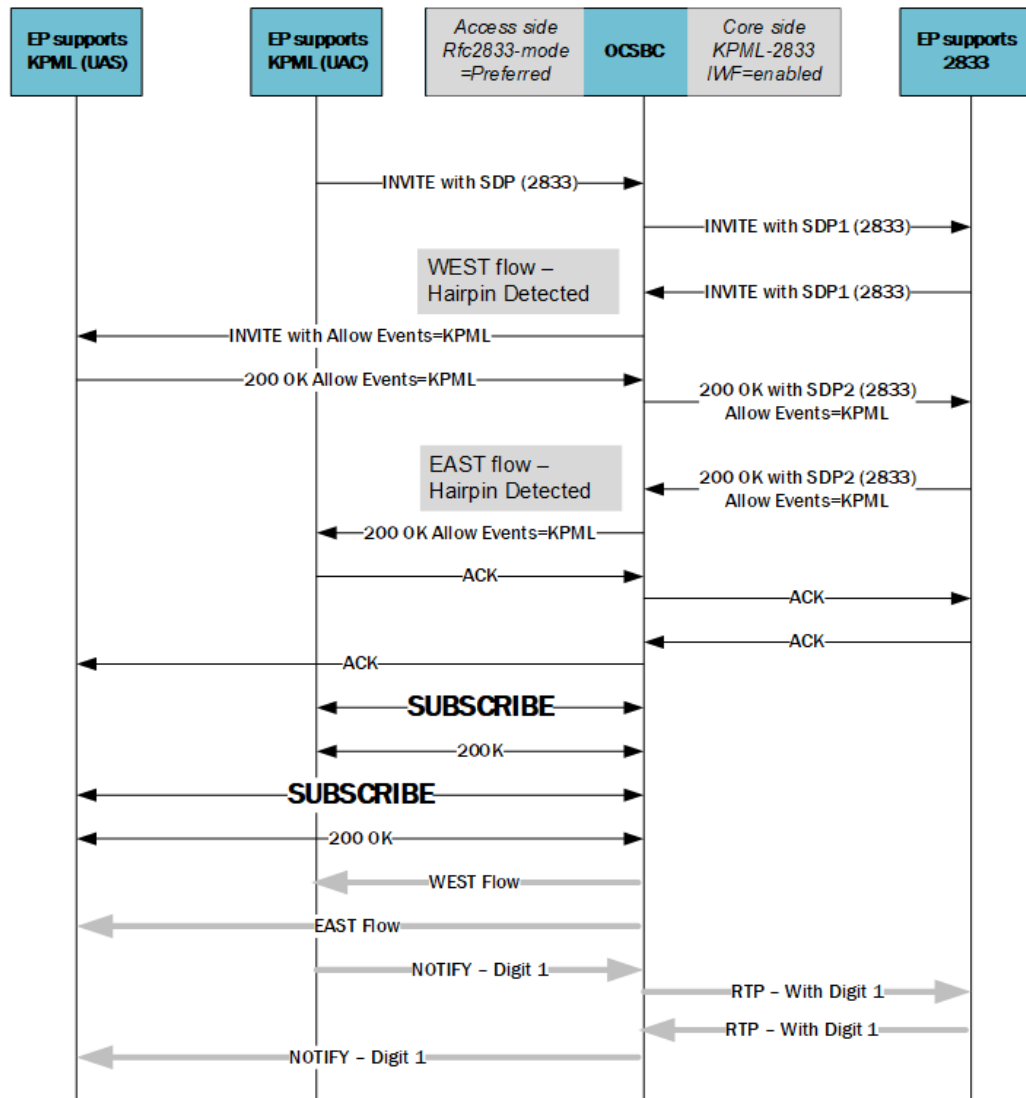 EP supports
KPML (UAS)
EP supports
KPML (UAC)
Access side
Rfc2833-mode
=Preferred
OCSBC
Core side
KPML-2833
IWF=enabled
EP supports
2833
INVITE with SDP (2833)
INVITE with SDP1 (2833)
WEST flow –
Hairpin Detected
INVITE with SDP1 (2833)
INVITE with Allow Events=KPML
200 OK Allow Events=KPML
200 OK with SDP2 (2833)
Allow Events=KPML
EAST flow –
Hairpin Detected
200 OK with SDP2 (2833)
Allow Events=KPML
200 OK Allow Events=KPML
ACK
ACK
ACK
ACK
SUBSCRIBE
200K
SUBSCRIBE
200 OK
WEST Flow
EAST Flow
NOTIFY – Digit 1
RTP – With Digit 1
RTP – With Digit 1
NOTIFY – Digit 1